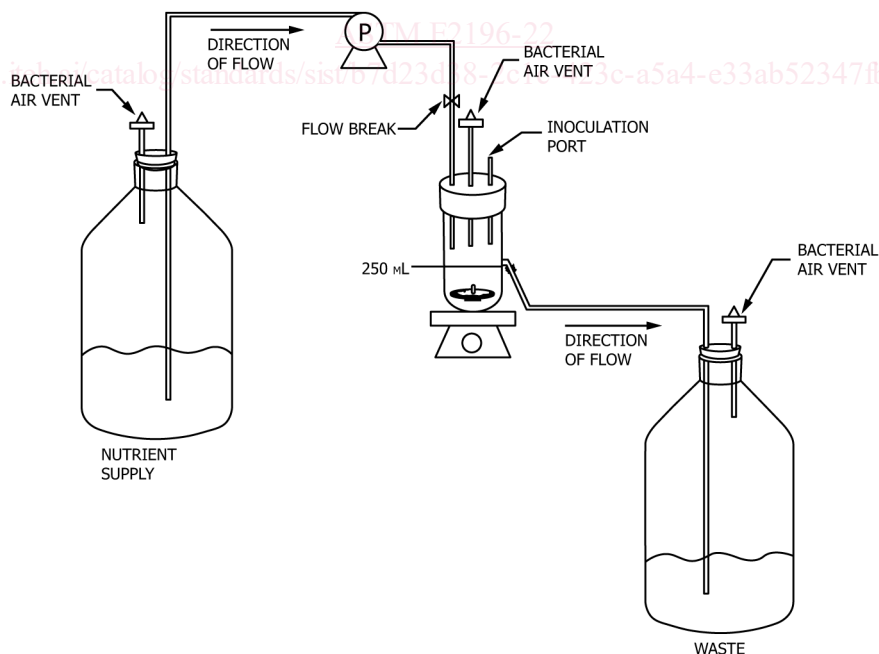 ASTM E2196-22
P
DIRECTION
OF FLOW
BACTERIAL
AIR VENT
BACTERIAL
AIR VENT
FLOW BREAK
INOCULATION
PORT
250 мL
BACTERIAL
AIR VENT
DIRECTION
OF FLOW
NUTRIENT
SUPPLY
WASTE